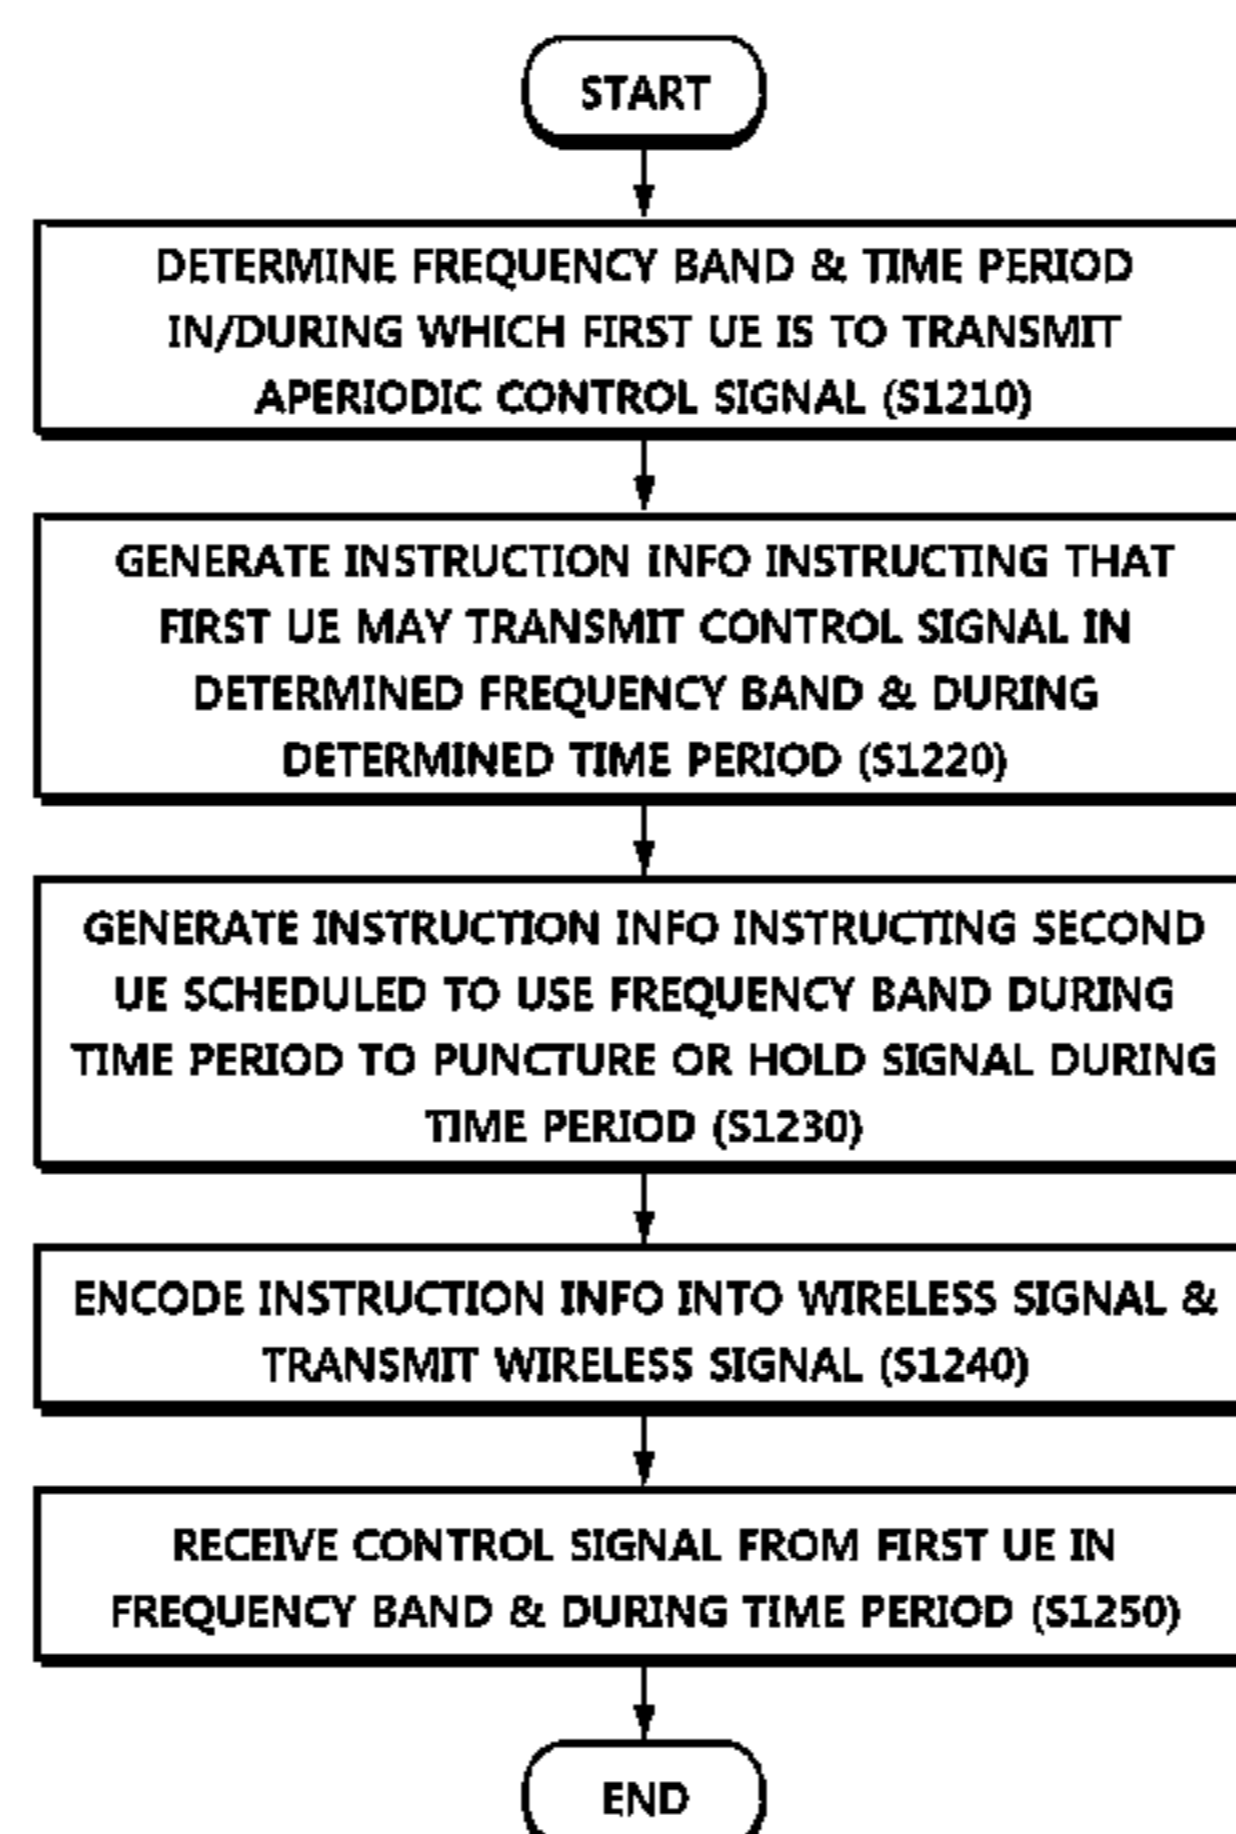 START
DETERMINE FREQUENCY BAND & TIME PERIOD
IN/DURING WHICH FIRST UE IS TO TRANSMIT
APERIODIC CONTROL SIGNAL (S1210)
GENERATE INSTRUCTION INFO INSTRUCTING THAT
FIRST UE MAY TRANSMIT CONTROL SIGNAL IN
DETERMINED FREQUENCY BAND & DURING
DETERMINED TIME PERIOD (S1220)
GENERATE INSTRUCTION INFO INSTRUCTING SECOND
UE SCHEDULED TO USE FREQUENCY BAND DURING
TIME PERIOD TO PUNCTURE OR HOLD SIGNAL DURING
TIME PERIOD (S1230)
ENCODE INSTRUCTION INFO INTO WIRELESS SIGNAL &
TRANSMIT WIRELESS SIGNAL (S1240)
RECEIVE CONTROL SIGNAL FROM FIRST UE IN
FREQUENCY BAND & DURING TIME PERIOD (S1250)
END